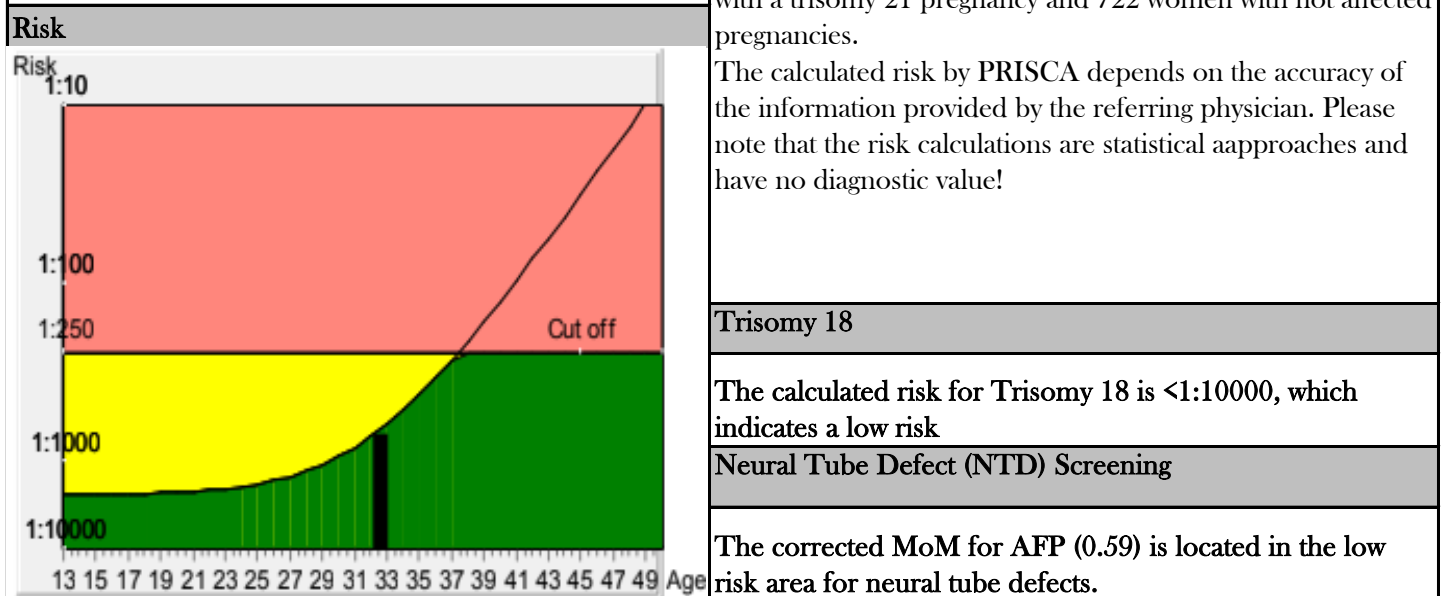 Risk
Risk
1:10
1:100
1:250
Cut off
1:1000
1:10000
13 15 17 19 21 23 25 27 29 31 33 35 37 39 41 43 45 47 49 Age
with a trisomy 21 pregnancy and 722 women with not affected
pregnancies.
The calculated risk by PRISCA depends on the accuracy of
the information provided by the referring physician. Please
note that the risk calculations are statistical aapproaches and
have no diagnostic value!
Trisomy 18
The calculated risk for Trisomy 18 is <1:10000, which
indicates a low risk
Neural Tube Defect (NTD) Screening
The corrected MoM for AFP (0.59) is located in the low
risk area for neural tube defects.